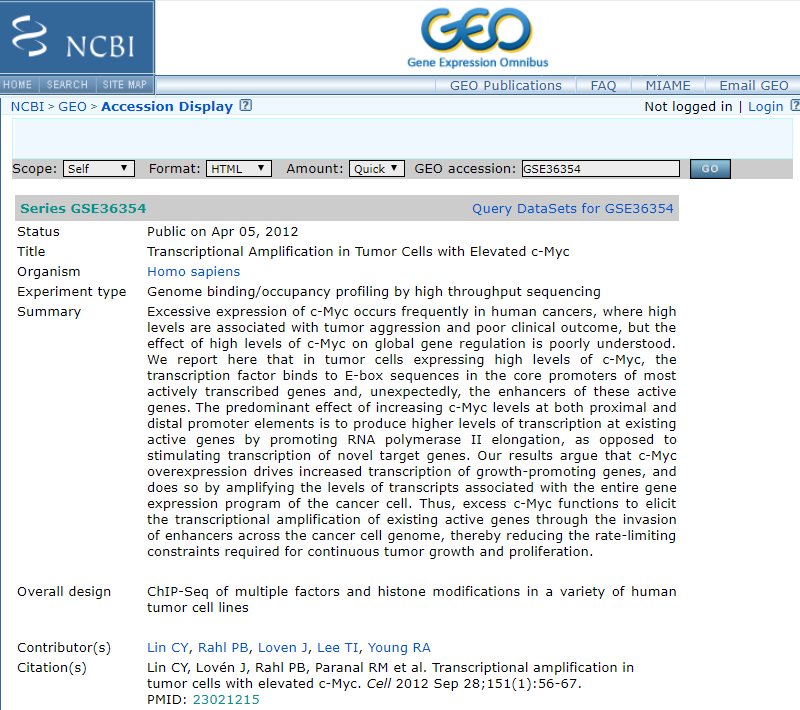 NCBI
GEO
Gene Expression Omnibus
HOME | SEARCH | SITE MAP
GEO Publications | FAQ | MIAME | Email GEO
NCBI > GEO > Accession Display ?
Not logged in | Login ?
Scope: Self ▼ Format: HTML ▼ Amount: Quick ▼ GEO accession: GSE36354 GO
Series GSE36354 Query DataSets for GSE36354
Status Public on Apr 05, 2012
Title Transcriptional Amplification in Tumor Cells with Elevated c-Myc
Organism Homo sapiens
Experiment type Genome binding/occupancy profiling by high throughput sequencing
Summary Excessive expression of c-Myc occurs frequently in human cancers, where high
levels are associated with tumor aggression and poor clinical outcome, but the
effect of high levels of c-Myc on global gene regulation is poorly understood.
We report here that in tumor cells expressing high levels of c-Myc, the
transcription factor binds to E-box sequences in the core promoters of most
actively transcribed genes and, unexpectedly, the enhancers of these active
genes. The predominant effect of increasing c-Myc levels at both proximal and
distal promoter elements is to produce higher levels of transcription at existing
active genes by promoting RNA polymerase II elongation, as opposed to
stimulating transcription of novel target genes. Our results argue that c-Myc
overexpression drives increased transcription of growth-promoting genes, and
does so by amplifying the levels of transcripts associated with the entire gene
expression program of the cancer cell. Thus, excess c-Myc functions to elicit
the transcriptional amplification of existing active genes through the invasion
of enhancers across the cancer cell genome, thereby reducing the rate-limiting
constraints required for continuous tumor growth and proliferation.
Overall design ChIP-Seq of multiple factors and histone modifications in a variety of human
tumor cell lines
Contributor(s) Lin CY, Rahl PB, Loven J, Lee TI, Young RA
Citation(s) Lin CY, Lovén J, Rahl PB, Paranal RM et al. Transcriptional amplification in
tumor cells with elevated c-Myc. Cell 2012 Sep 28;151(1):56-67.
PMID: 23021215